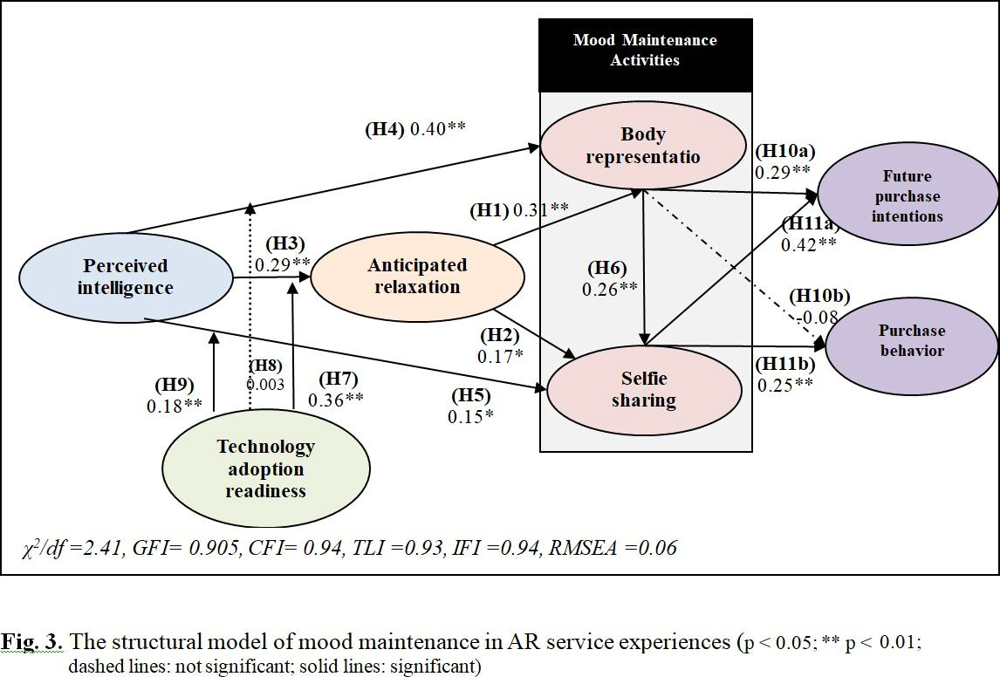 Mood Maintenance
Activities
(H4) 0.40**
Body
representatio
(H10a)
0.29**
Future
purchase
intentions
(H1) 0.31**
(H11a)
0.42**
(H3)
0.29**
Perceived
intelligence
Anticipated
relaxation
(H6)
0.26**
(H10b)
-0.08
Purchase
behavior
(H2)
0.17*
(H11b)
0.25**
(H8)
0.003
(H9)
0.18**
(H7)
0.36**
(H5)
0.15*
Selfie
sharing
Technology
adoption
readiness
χ²/df =2.41, GFI= 0.905, CFI= 0.94, TLI =0.93, IFI =0.94, RMSEA =0.06
Fig. 3. The structural model of mood maintenance in AR service experiences (p < 0.05; ** p < 0.01;
dashed lines: not significant; solid lines: significant)